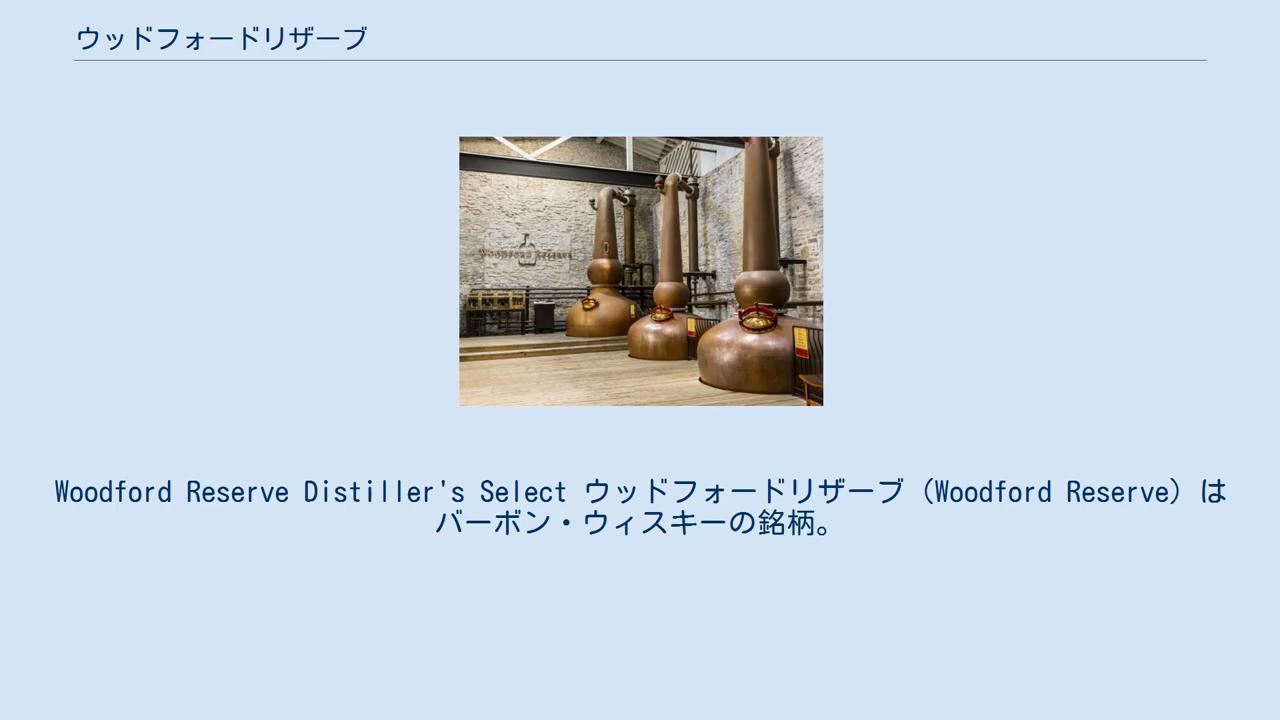 ウッドフォードリザーブ
Woodford Reserve
Woodford Reserve Distiller's Select ウッドフォードリザーブ (Woodford Reserve) は
バーボン・ウィスキーの銘柄。